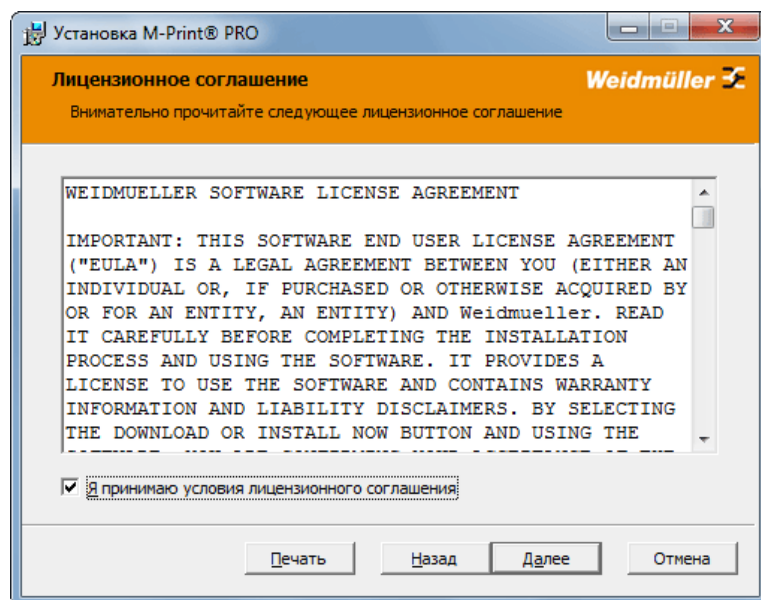 Установка M-Print® PRO
Лицензионное соглашение
Weidmüller
Внимательно прочитайте следующее лицензионное соглашение
WEIDMUELLER SOFTWARE LICENSE AGREEMENT
IMPORTANT: THIS SOFTWARE END USER LICENSE AGREEMENT
("EULA") IS A LEGAL AGREEMENT BETWEEN YOU (EITHER AN
INDIVIDUAL OR, IF PURCHASED OR OTHERWISE ACQUIRED BY
OR FOR AN ENTITY, AN ENTITY) AND Weidmueller. READ
IT CAREFULLY BEFORE COMPLETING THE INSTALLATION
PROCESS AND USING THE SOFTWARE. IT PROVIDES A
LICENSE TO USE THE SOFTWARE AND CONTAINS WARRANTY
INFORMATION AND LIABILITY DISCLAIMERS. BY SELECTING
THE DOWNLOAD OR INSTALL NOW BUTTON AND USING THE
Я принимаю условия лицензионного соглашения
Печать Назад Далее Отмена